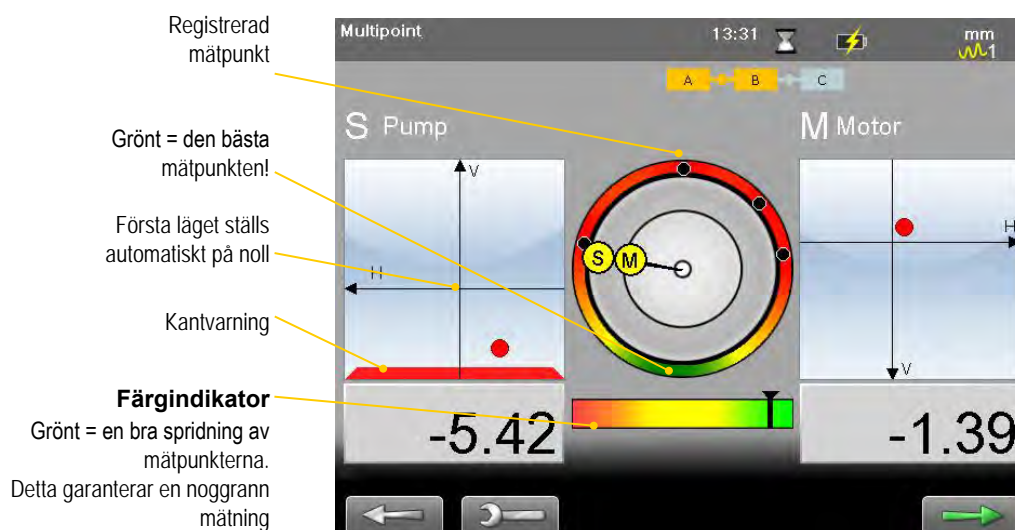 Registrerad
mätpunkt
Grönt = den bästa
mätpunkten!
Första läget ställs
automatiskt på noll
Kantvarning
Färgindikator
Grönt = en bra spridning av
mätpunkterna.
Detta garanterar en noggrann
mätning
Multipoint
13:31
mm
1
A
B
C
S Pump
M Motor
V
H
S
M
H
V
-5.42
-1.39